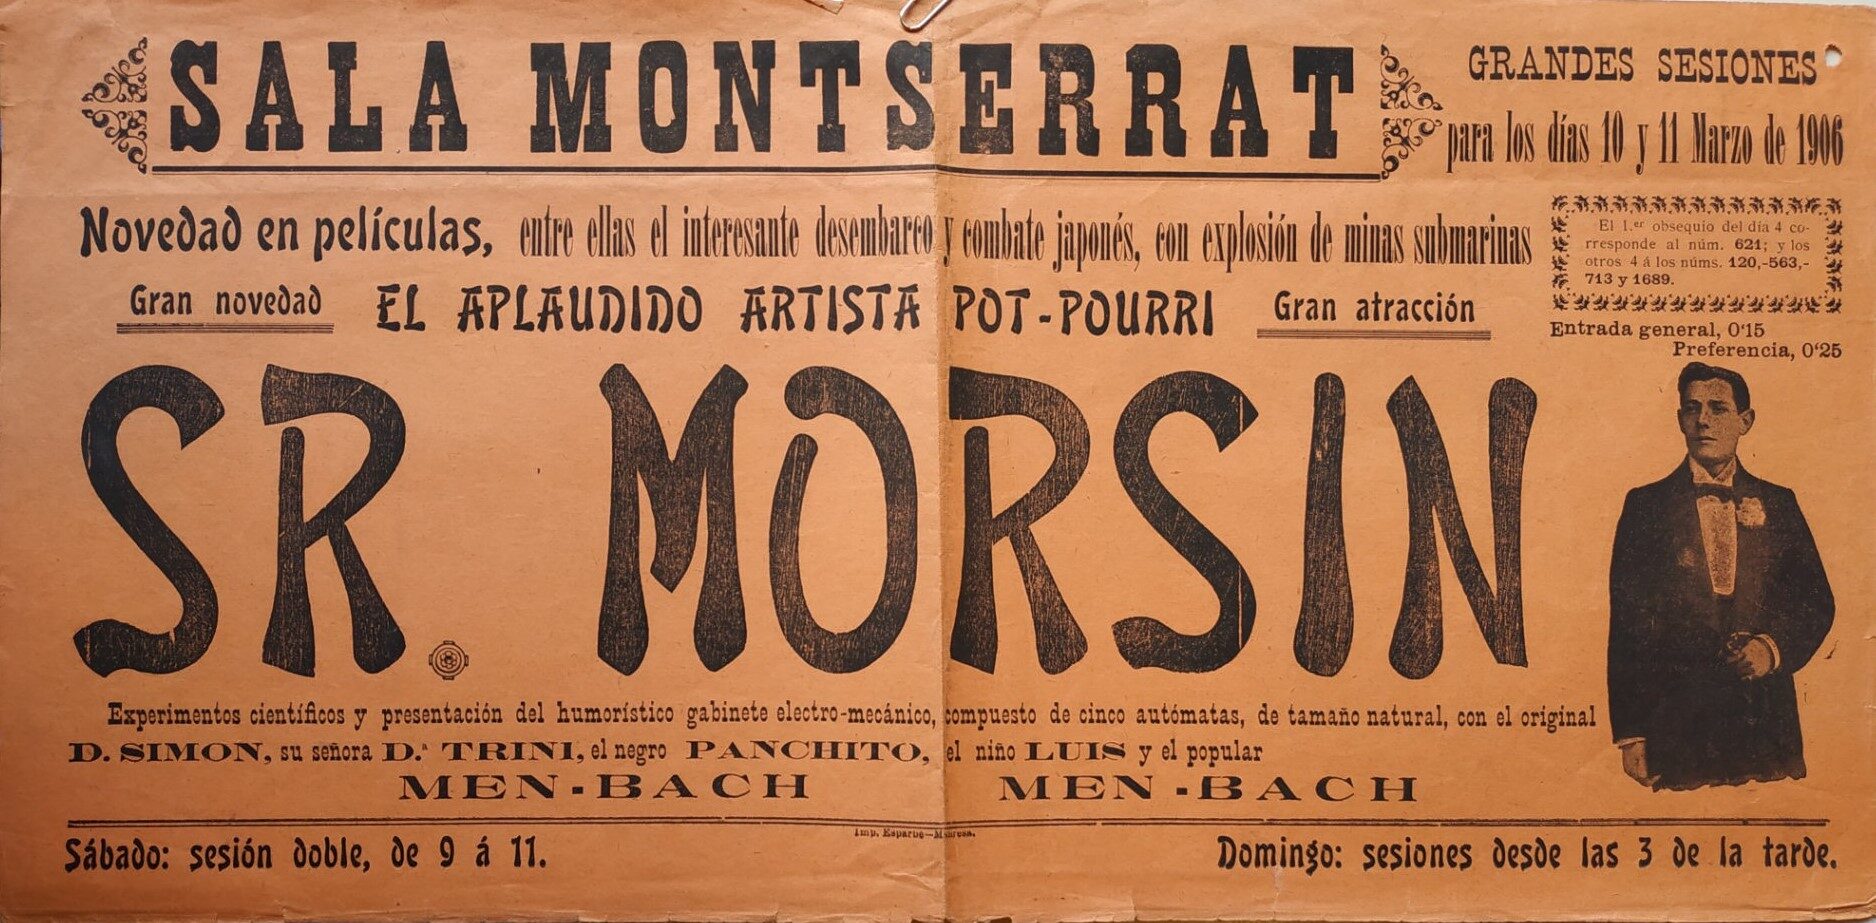 SALA MONTSERRAT
GRANDES SESIONES
para los días 10 y 11 Marzo de 1906
Novedad en películas, entre ellas el interesante desembarco y combate japonés, con explosión de minas submarinas
El 1.er obsequio del día 4 co-
rresponde al núm. 621; y los
otros 4 á los núms. 120,-563,-
713 y 1689.
Gran novedad EL APLAUDIDO ARTISTA POT-POURRI Gran atracción
Entrada general, 0'15
Preferencia, 0'25
SR. MORSIN
Experimentos científicos y presentación del humorístico gabinete electro-mecánico, compuesto de cinco autómatas, de tamaño natural, con el original
D. SIMON, su señora D.ª TRINI, el negro PANCHITO, el niño LUIS y el popular
MEN-BACH MEN-BACH
Imp. Esparbé—Manresa.
Sábado: sesión doble, de 9 á 11.
Domingo: sesiones desde las 3 de la tarde.